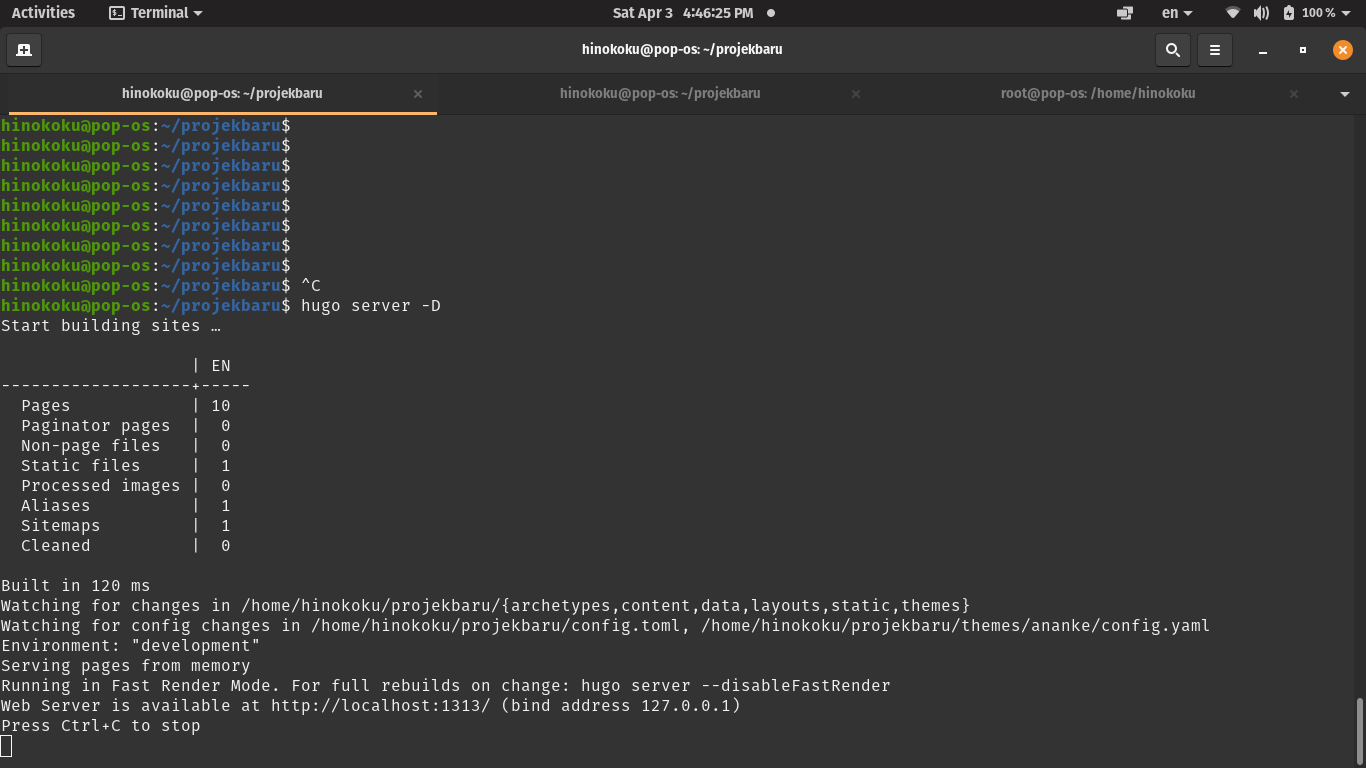 Activities Terminal Sat Apr 3 4:46:25 PM en 100 %
hinokoku@pop-os: ~/projekbaru
hinokoku@pop-os: ~/projekbaru × hinokoku@pop-os: ~/projekbaru × root@pop-os: /home/hinokoku ×
hinokoku@pop-os:~/projekbaru$
hinokoku@pop-os:~/projekbaru$
hinokoku@pop-os:~/projekbaru$
hinokoku@pop-os:~/projekbaru$
hinokoku@pop-os:~/projekbaru$
hinokoku@pop-os:~/projekbaru$
hinokoku@pop-os:~/projekbaru$
hinokoku@pop-os:~/projekbaru$
hinokoku@pop-os:~/projekbaru$ ^C
hinokoku@pop-os:~/projekbaru$ hugo server -D
Start building sites …
                   | EN
-------------------+-----
  Pages            | 10
  Paginator pages  |  0
  Non-page files   |  0
  Static files     |  1
  Processed images |  0
  Aliases          |  1
  Sitemaps         |  1
  Cleaned          |  0
Built in 120 ms
Watching for changes in /home/hinokoku/projekbaru/{archetypes,content,data,layouts,static,themes}
Watching for config changes in /home/hinokoku/projekbaru/config.toml, /home/hinokoku/projekbaru/themes/ananke/config.yaml
Environment: "development"
Serving pages from memory
Running in Fast Render Mode. For full rebuilds on change: hugo server --disableFastRender
Web Server is available at http://localhost:1313/ (bind address 127.0.0.1)
Press Ctrl+C to stop